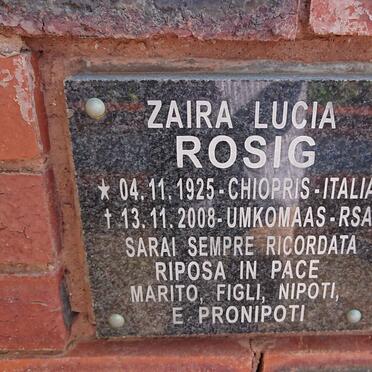 ZAIRA LUCIA
ROSIG
★ 04.11.1925-CHIOPRIS-ITALIA
† 13.11.2008-UMKOMAAS-RSA
SARAI SEMPRE RICORDATA
RIPOSA IN PACE
MARITO, FIGLI, NIPOTI,
E PRONIPOTI